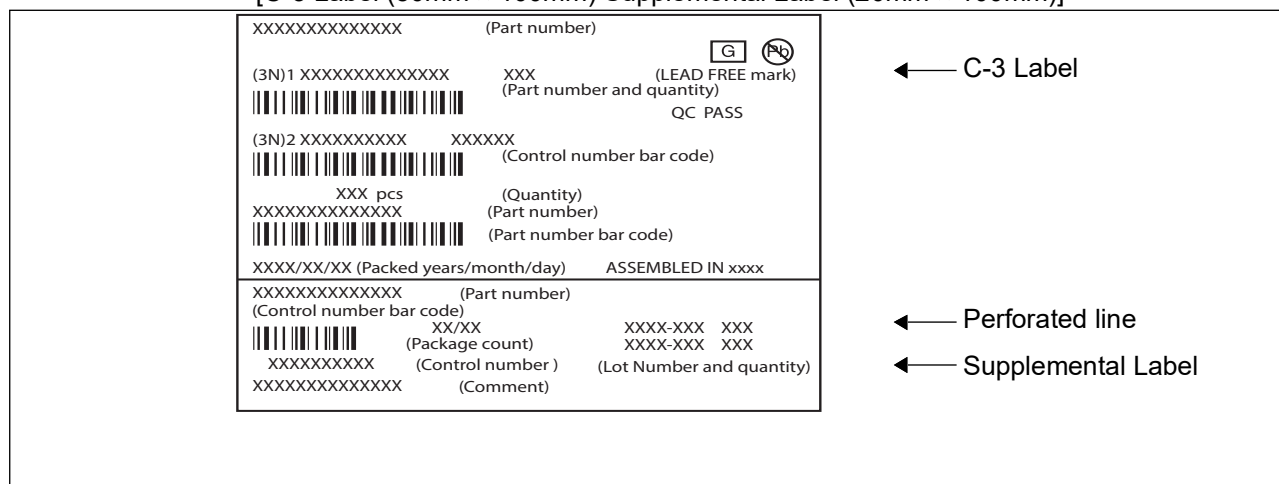 XXXXXXXXXXXXXX (Part number)
G Pb
(3N)1 XXXXXXXXXXXXXX XXX (LEAD FREE mark)
(Part number and quantity)
QC PASS
C-3 Label
(3N)2 XXXXXXXXXX XXXXXX
(Control number bar code)
XXX pcs (Quantity)
XXXXXXXXXXXXXX (Part number)
(Part number bar code)
XXXX/XX/XX (Packed years/month/day) ASSEMBLED IN xxxx
XXXXXXXXXXXXXX (Part number)
(Control number bar code)
XX/XX XXXX-XXX XXX
(Package count) XXXX-XXX XXX
XXXXXXXXXX (Control number ) (Lot Number and quantity)
XXXXXXXXXXXXXX (Comment)
Perforated line
Supplemental Label